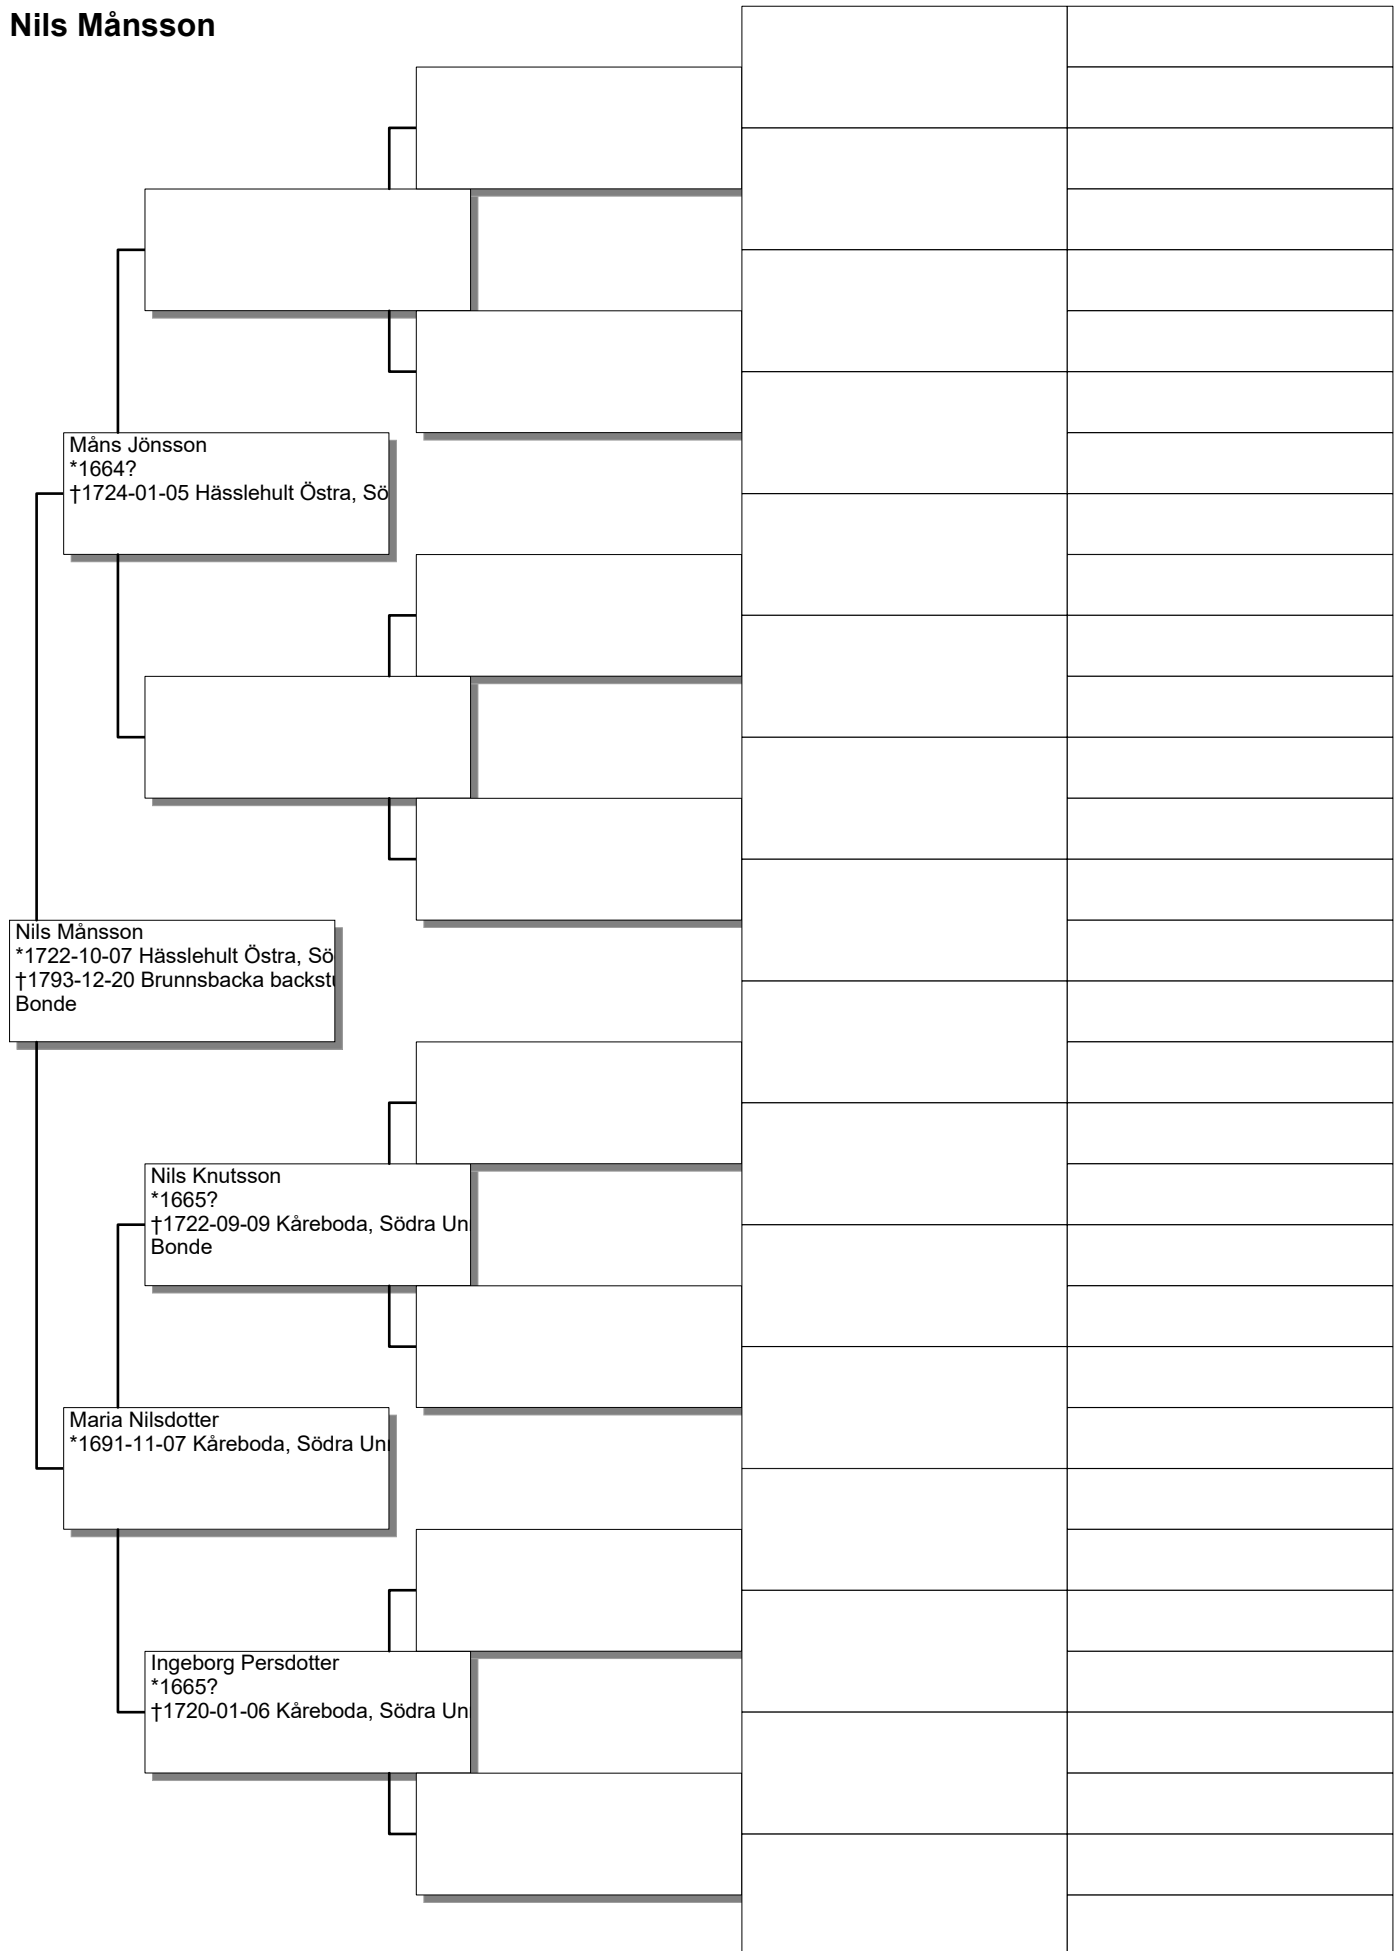 Nils Månsson
Måns Jönsson
*1664?
†1724-01-05 Hässlehult Östra, Sö
Nils Månsson
*1722-10-07 Hässlehult Östra, Sö
†1793-12-20 Brunnsbacka backstu
Bonde
Nils Knutsson
*1665?
†1722-09-09 Kåreboda, Södra Un
Bonde
Maria Nilsdotter
*1691-11-07 Kåreboda, Södra Unn
Ingeborg Persdotter
*1665?
†1720-01-06 Kåreboda, Södra Un